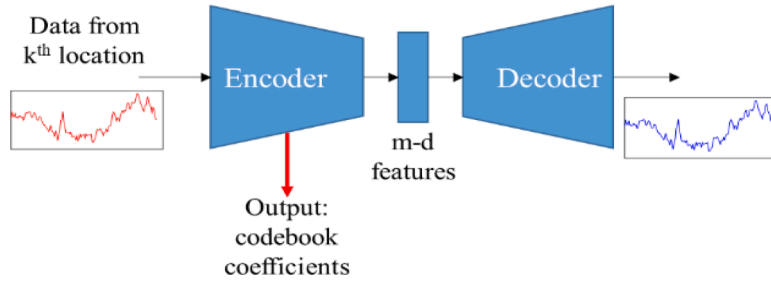 Data from
kth location
Encoder
Decoder
m-d
features
Output:
codebook
coefficients